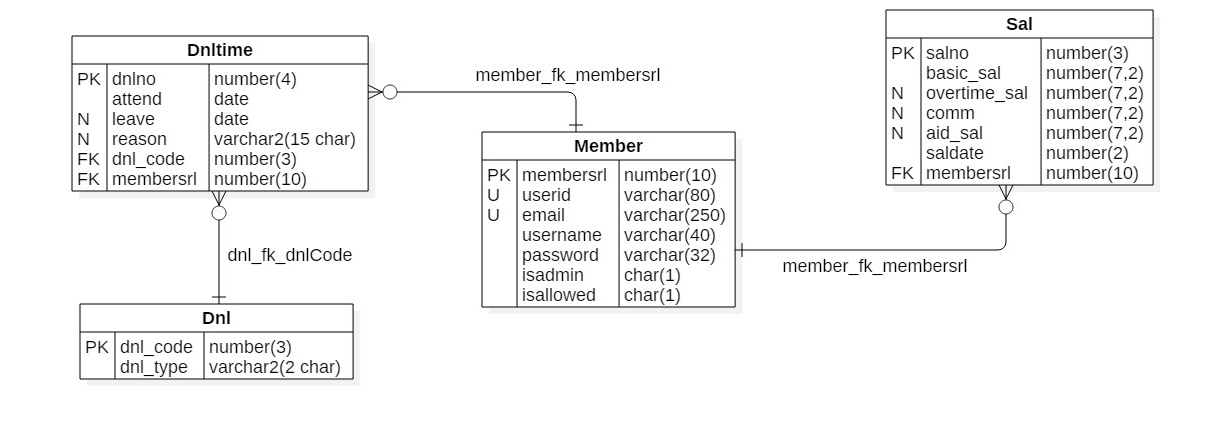 Dnltime
PK dnlno number(4)
attend date
N leave date
N reason varchar2(15 char)
FK dnl_code number(3)
FK membersrl number(10)
member_fk_membersrl
Sal
PK salno number(3)
basic_sal number(7,2)
N overtime_sal number(7,2)
N comm number(7,2)
N aid_sal number(7,2)
saldate number(2)
FK membersrl number(10)
Member
PK membersrl number(10)
U userid varchar(80)
U email varchar(250)
username varchar(40)
password varchar(32)
isadmin char(1)
isallowed char(1)
member_fk_membersrl
dnl_fk_dnlCode
Dnl
PK dnl_code number(3)
dnl_type varchar2(2 char)